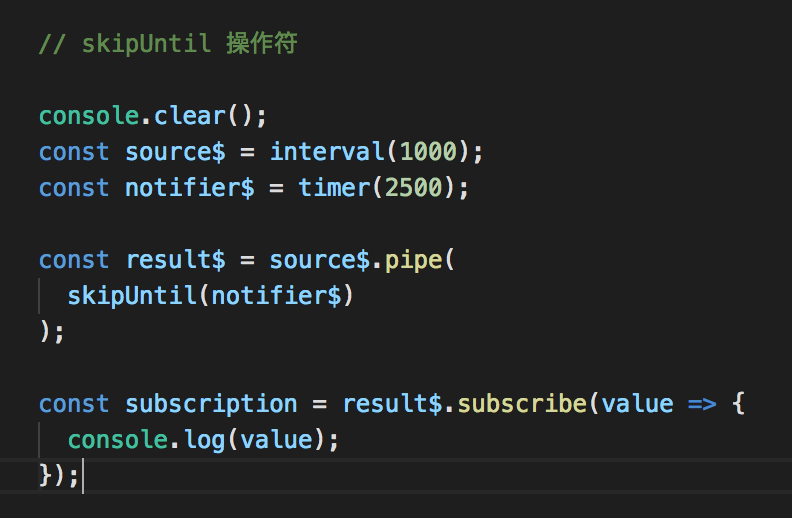 // skipUntil 操作符
console.clear();
const source$ = interval(1000);
const notifier$ = timer(2500);
const result$ = source$.pipe(
skipUntil(notifier$)
);
const subscription = result$.subscribe(value => {
console.log(value);
});